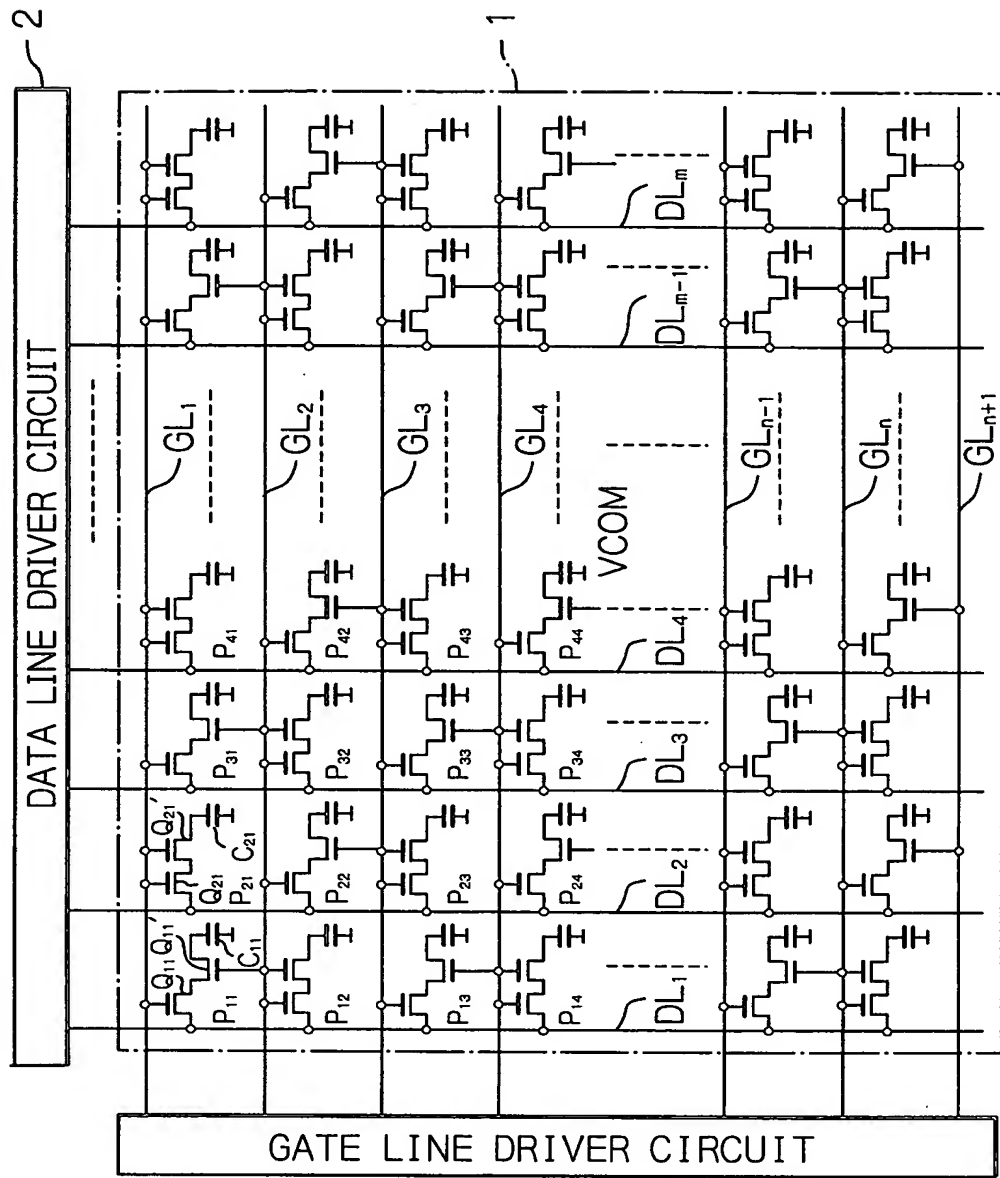 2
DATA LINE DRIVER CIRCUIT
1
GL1
Q11 Q11' Q21 Q21'
C11 C21
P11 P21 P31 P41
GL2
P12 P22 P32 P42
GL3
P13 P23 P33 P43
GL4
P14 P24 P34 P44
VCOM
DL1 DL2 DL3 DL4 DLm-1 DLm
GLn-1
GLn
GLn+1
GATE LINE DRIVER CIRCUIT